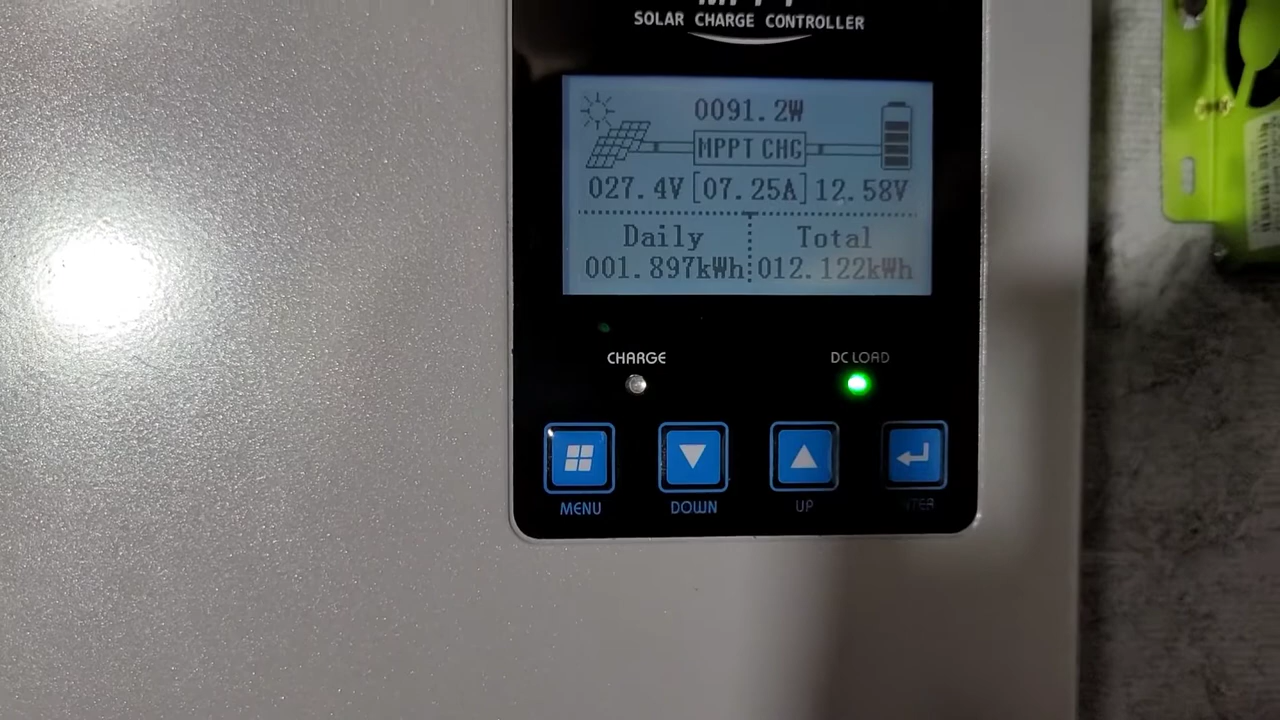 MPPT
SOLAR CHARGE CONTROLLER
0091.2W
MPPT CHG
027.4V [07.25A] 12.58V
Daily Total
001.897kWh 012.122kWh
CHARGE DC LOAD
MENU DOWN UP